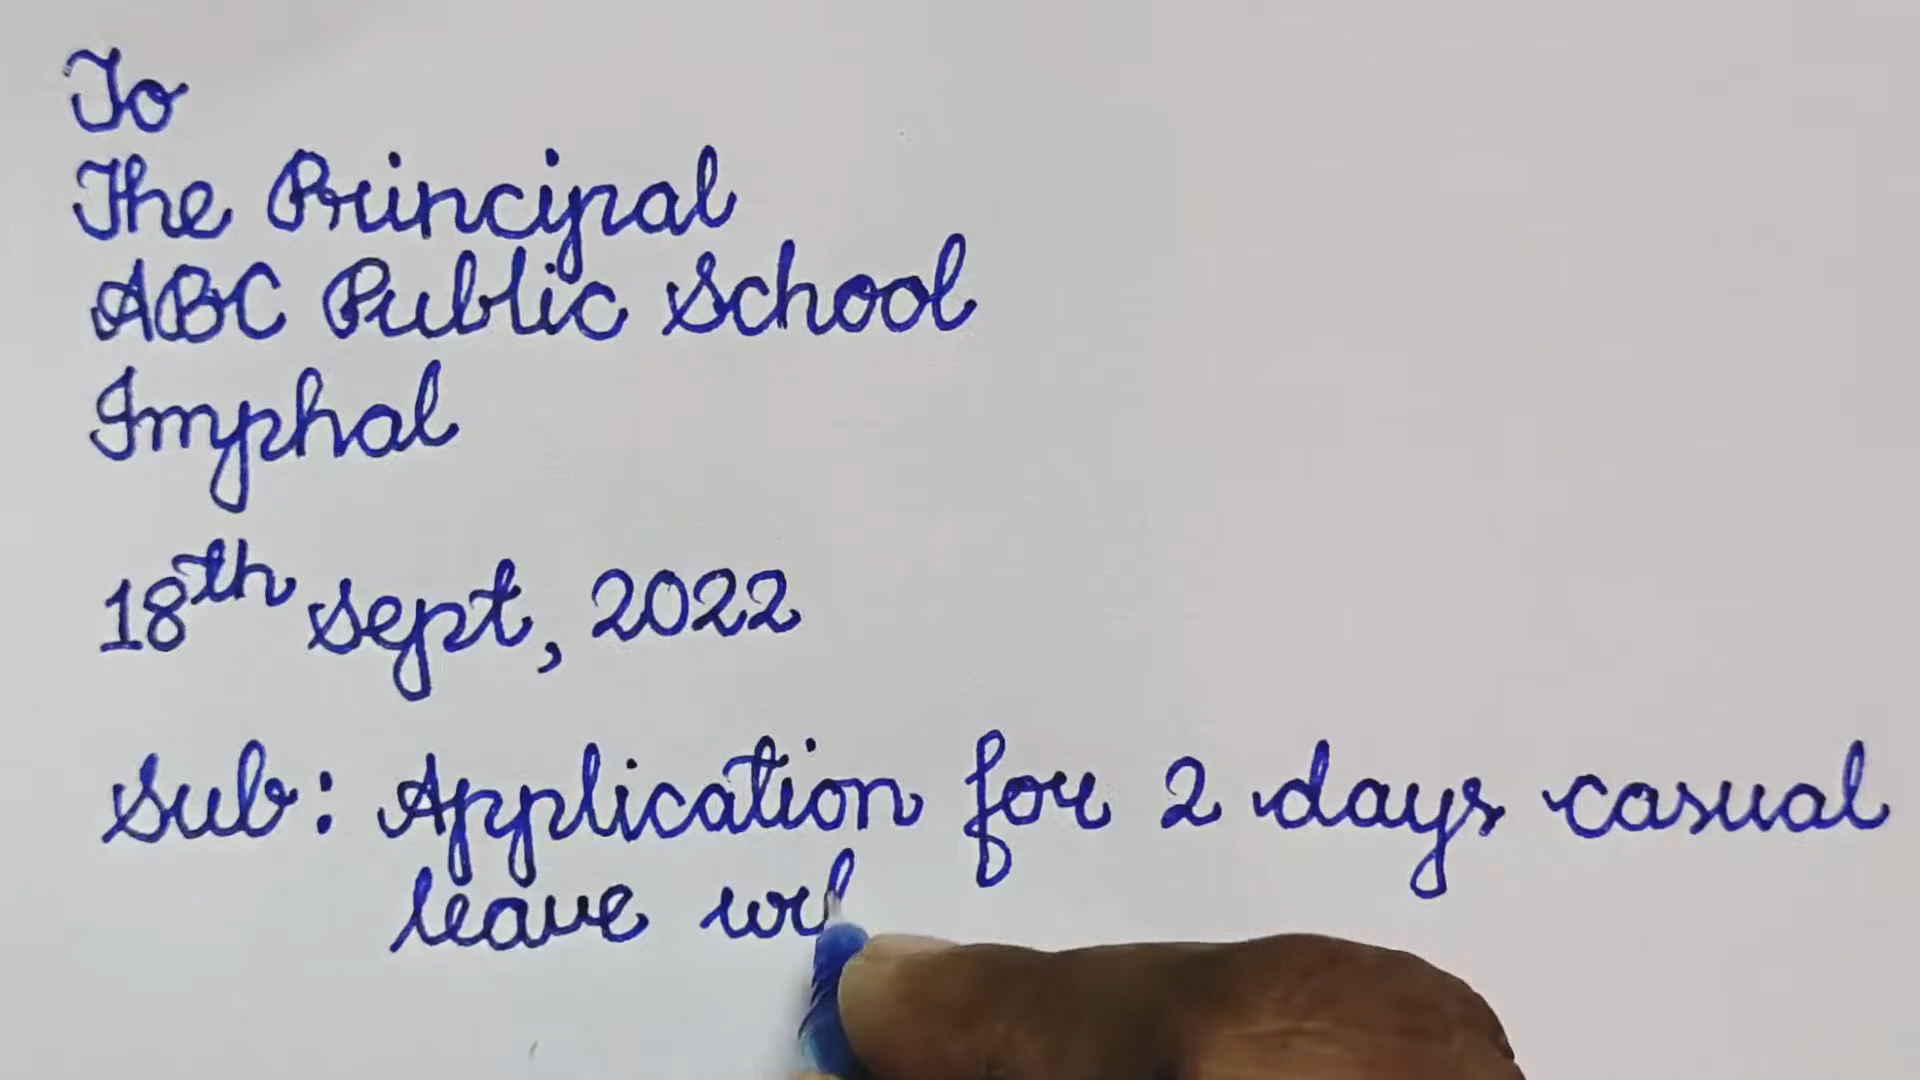 To
The Principal
ABC Public School
Imphal
18th Sept, 2022
Sub: Application for 2 days casual
leave